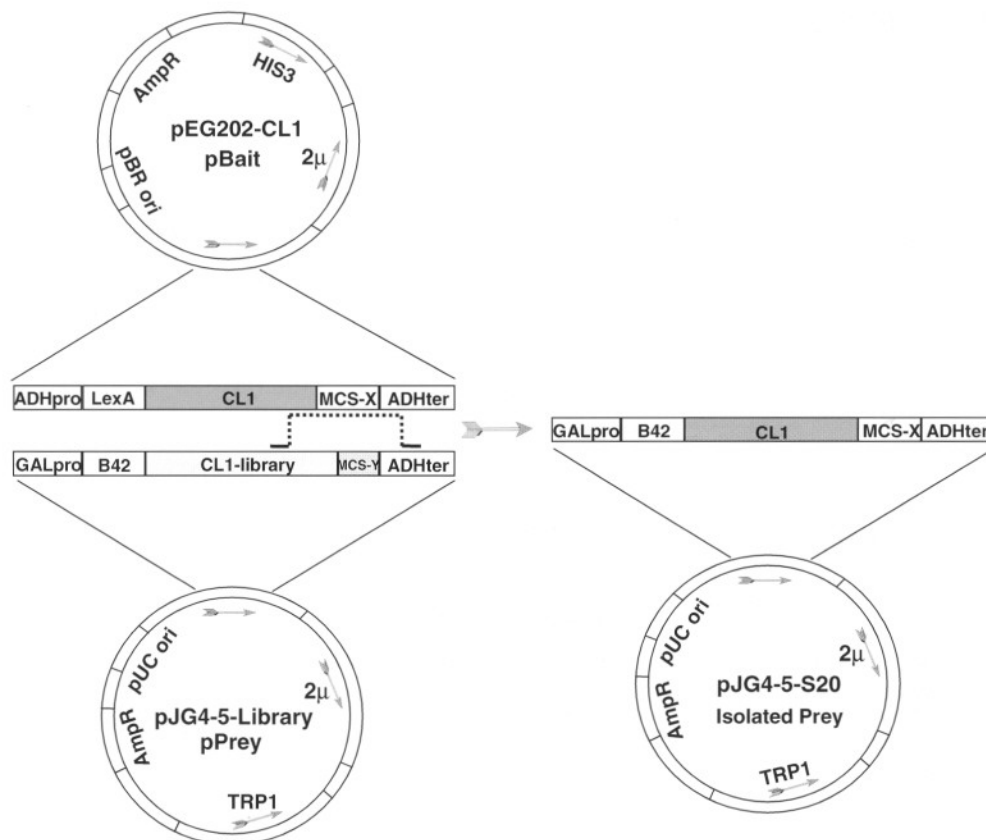 AmpR
HIS3
pEG202-CL1
pBait
2μ
pBR ori
ADHpro LexA CL1 MCS-X ADHter
GALpro B42 CL1-library MCS-Y ADHter
GALpro B42 CL1 MCS-X ADHter
pUC ori
2μ
AmpR
pJG4-5-Library
pPrey
TRP1
pUC ori
2μ
AmpR
pJG4-5-S20
Isolated Prey
TRP1